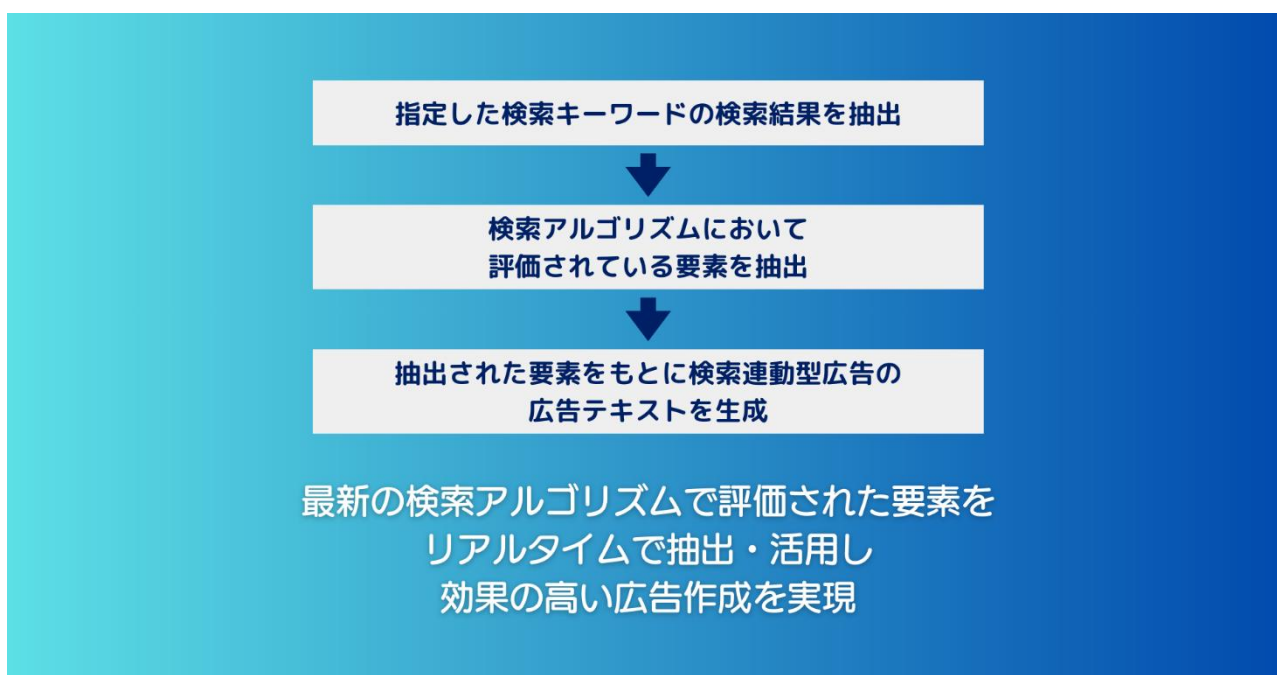 指定した検索キーワードの検索結果を抽出
検索アルゴリズムにおいて
評価されている要素を抽出
抽出された要素をもとに検索連動型広告の
広告テキストを生成
最新の検索アルゴリズムで評価された要素を
リアルタイムで抽出・活用し
効果の高い広告作成を実現